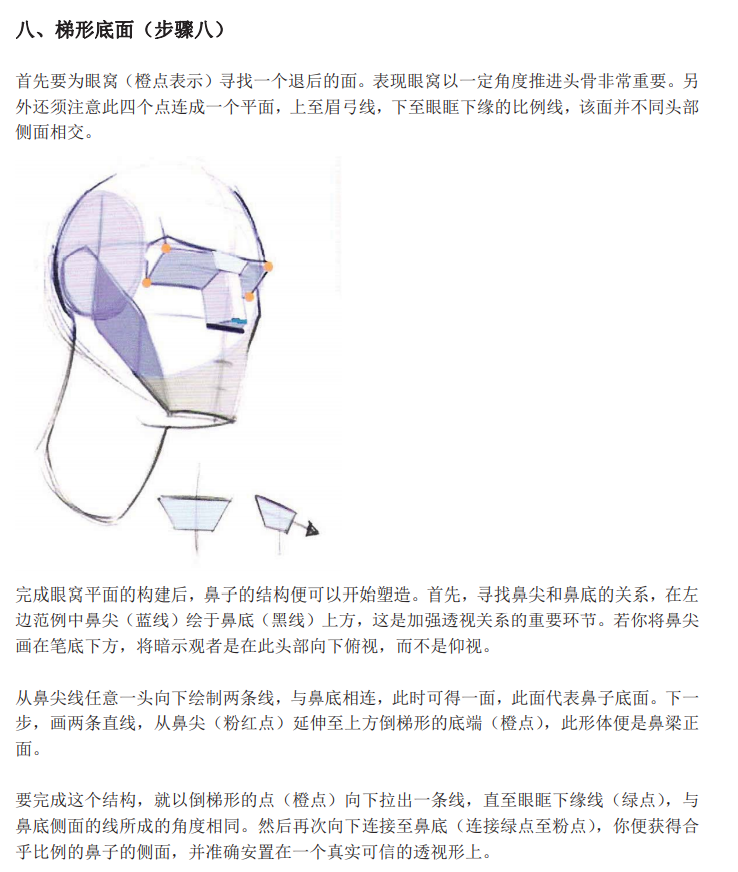 八、梯形底面（步骤八）
首先要为眼窝（橙点表示）寻找一个退后的面。表现眼窝以一定角度推进头骨非常重要。另
外还须注意此四个点连成一个平面，上至眉弓线，下至眼眶下缘的比例线，该面并不同头部
侧面相交。
完成眼窝平面的构建后，鼻子的结构便可以开始塑造。首先，寻找鼻尖和鼻底的关系，在左
边范例中鼻尖（蓝线）绘于鼻底（黑线）上方，这是加强透视关系的重要环节。若你将鼻尖
画在笔底下方，将暗示观者是在此头部向下俯视，而不是仰视。
从鼻尖线任意一头向下绘制两条线，与鼻底相连，此时可得一面，此面代表鼻子底面。下一
步，画两条直线，从鼻尖（粉红点）延伸至上方倒梯形的底端（橙点），此形体便是鼻梁正
面。
要完成这个结构，就以倒梯形的点（橙点）向下拉出一条线，直至眼眶下缘线（绿点），与
鼻底侧面的线所成的角度相同。然后再次向下连接至鼻底（连接绿点至粉点），你便获得合
乎比例的鼻子的侧面，并准确安置在一个真实可信的透视形上。